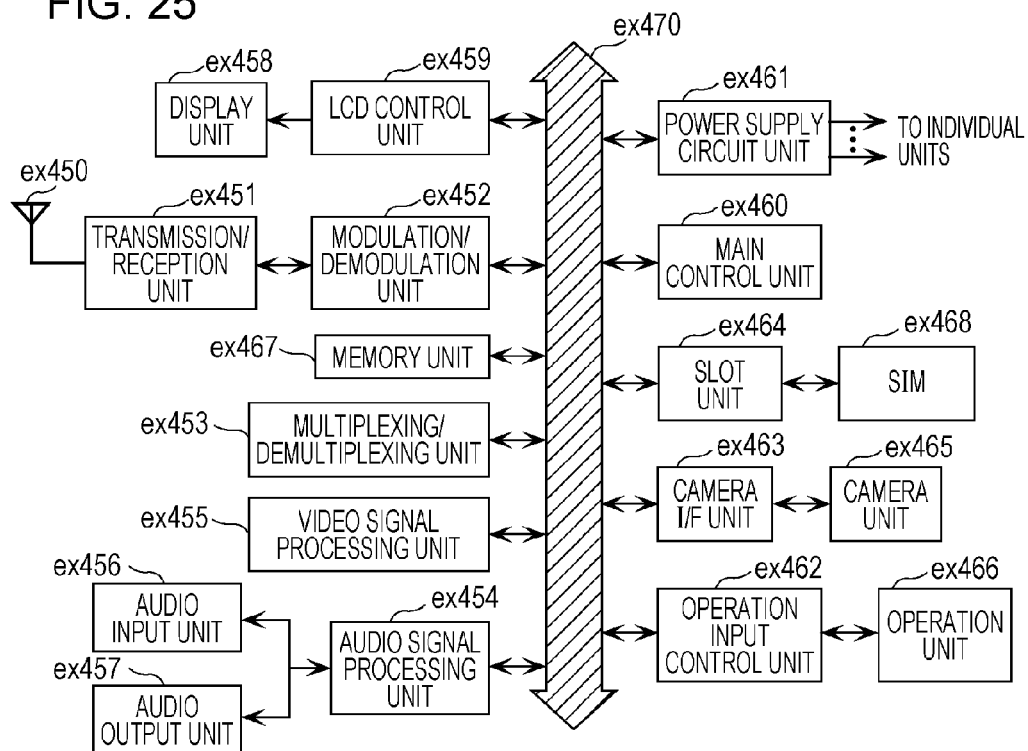 FIG. 25
ex470
ex458
DISPLAY
UNIT
ex459
LCD CONTROL
UNIT
ex461
POWER SUPPLY
CIRCUIT UNIT
TO INDIVIDUAL
UNITS
ex450
ex451
TRANSMISSION/
RECEPTION
UNIT
ex452
MODULATION/
DEMODULATION
UNIT
ex460
MAIN
CONTROL UNIT
ex467
MEMORY UNIT
ex464
SLOT
UNIT
ex468
SIM
ex453
MULTIPLEXING/
DEMULTIPLEXING UNIT
ex463
CAMERA
I/F UNIT
ex465
CAMERA
UNIT
ex455
VIDEO SIGNAL
PROCESSING UNIT
ex456
AUDIO
INPUT UNIT
ex454
AUDIO SIGNAL
PROCESSING
UNIT
ex457
AUDIO
OUTPUT UNIT
ex462
OPERATION
INPUT
CONTROL UNIT
ex466
OPERATION
UNIT